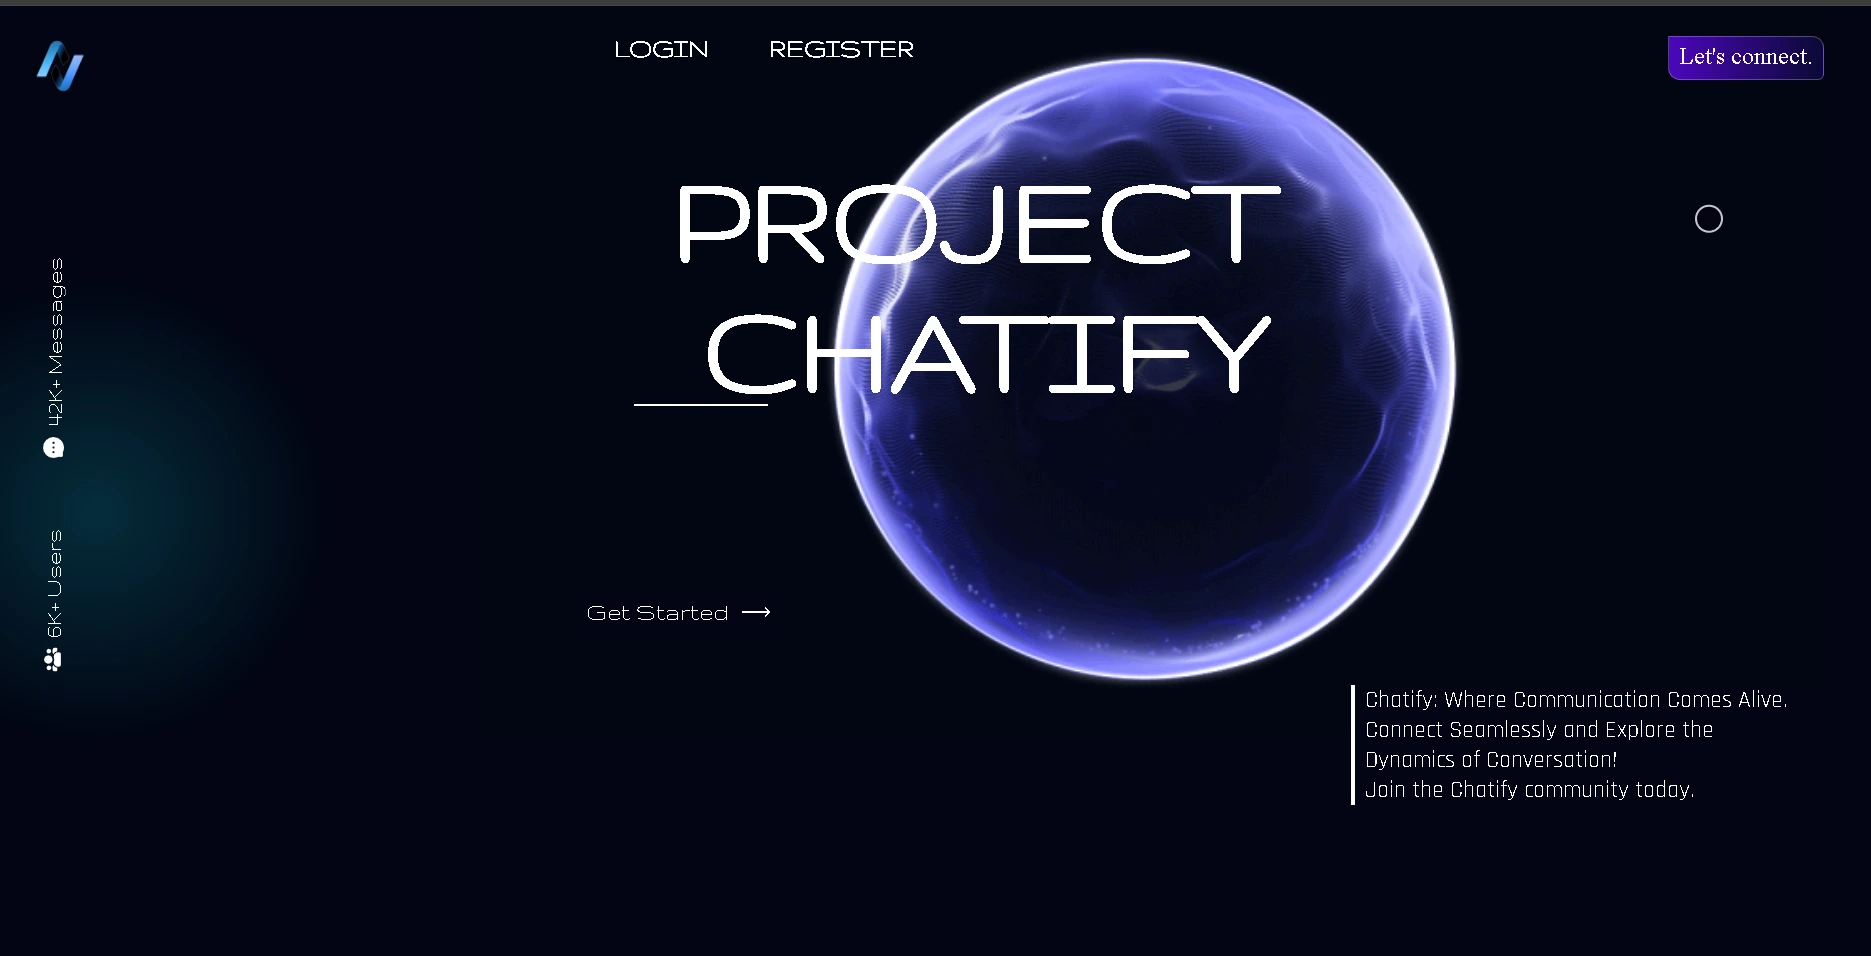 LOGIN
REGISTER
Let's connect.
PROJECT
CHATIFY
42K+ Messages
6K+ Users
Get Started
Chatify: Where Communication Comes Alive.
Connect Seamlessly and Explore the
Dynamics of Conversation!
Join the Chatify community today.